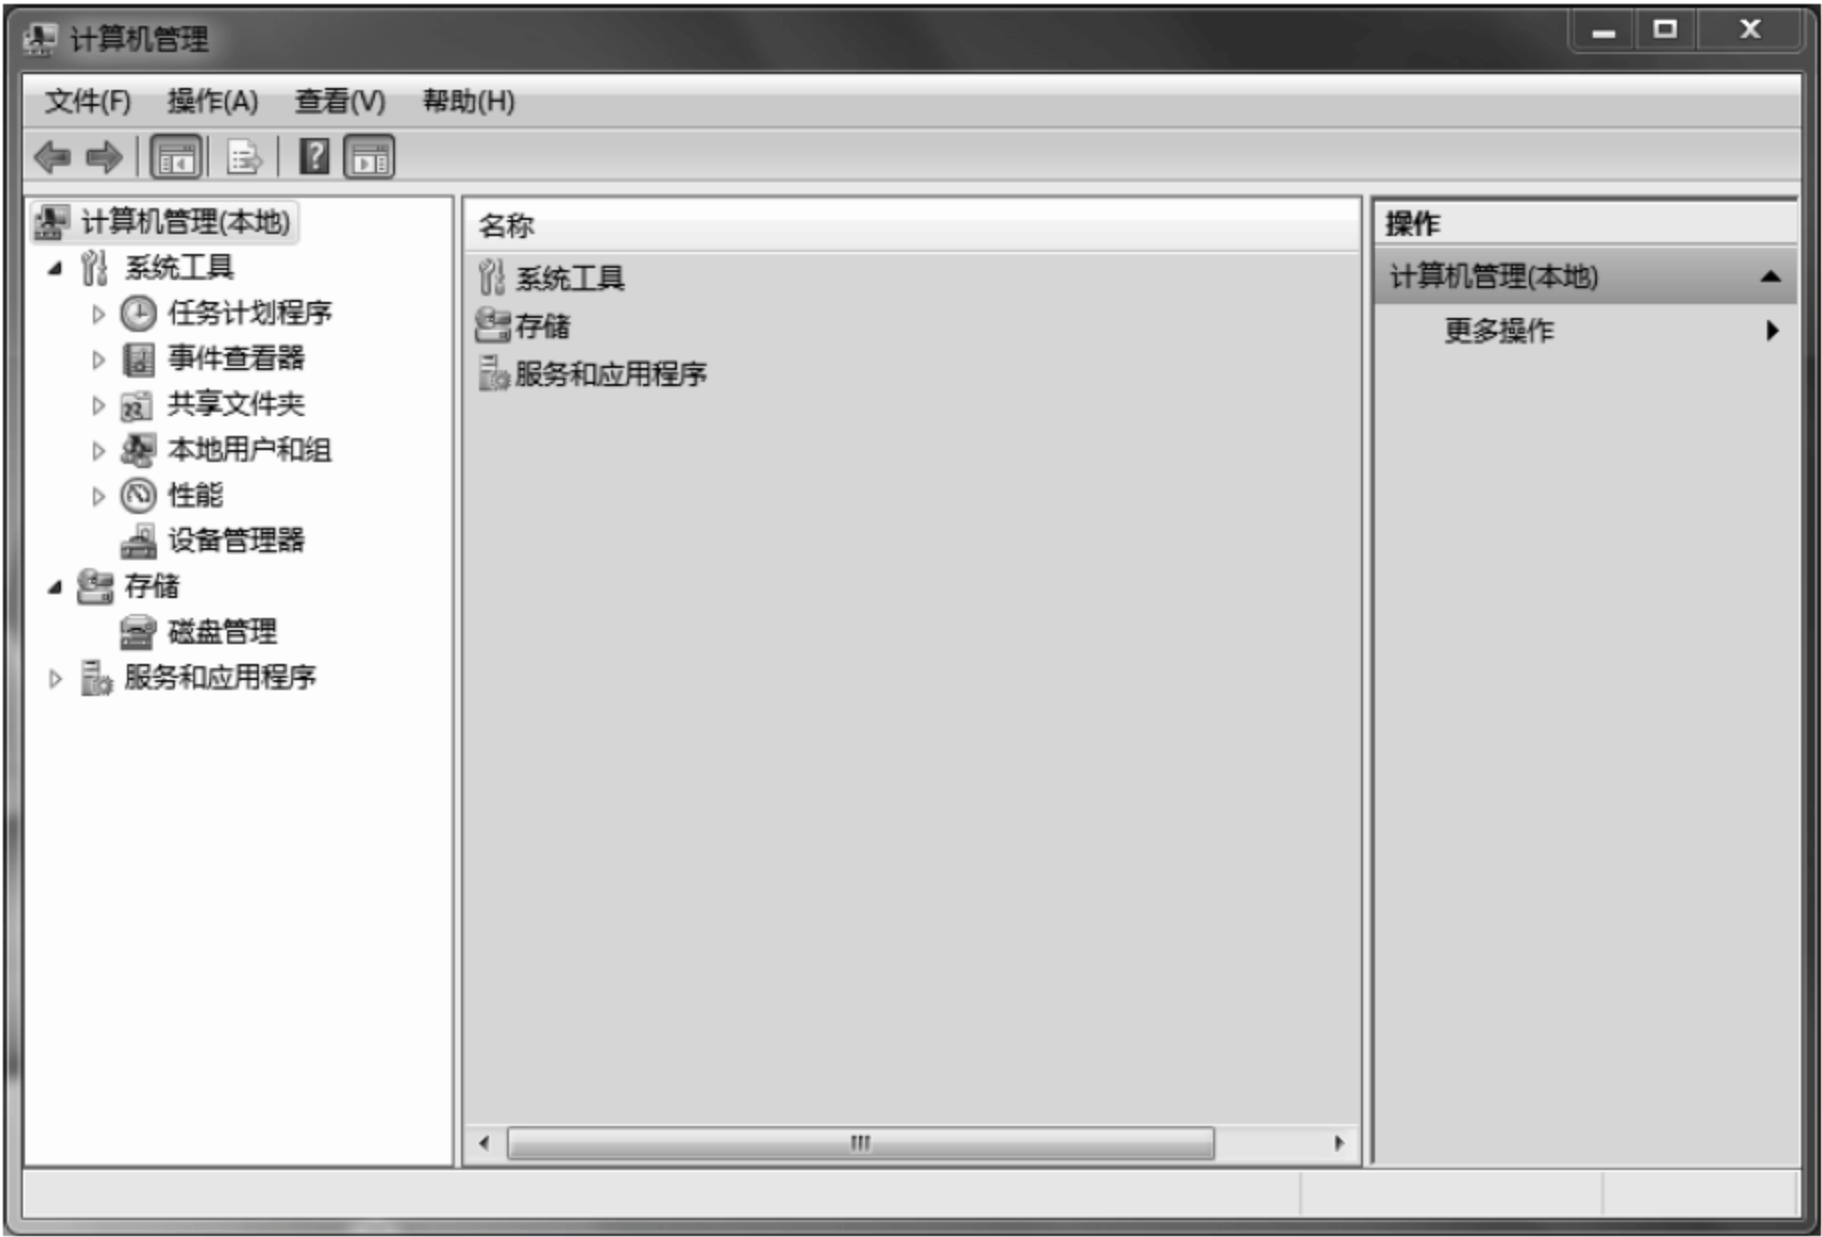 计算机管理
文件(F) 操作(A) 查看(V) 帮助(H)
计算机管理(本地)
系统工具
任务计划程序
事件查看器
共享文件夹
本地用户和组
性能
设备管理器
存储
磁盘管理
服务和应用程序
名称
系统工具
存储
服务和应用程序
操作
计算机管理(本地)
更多操作